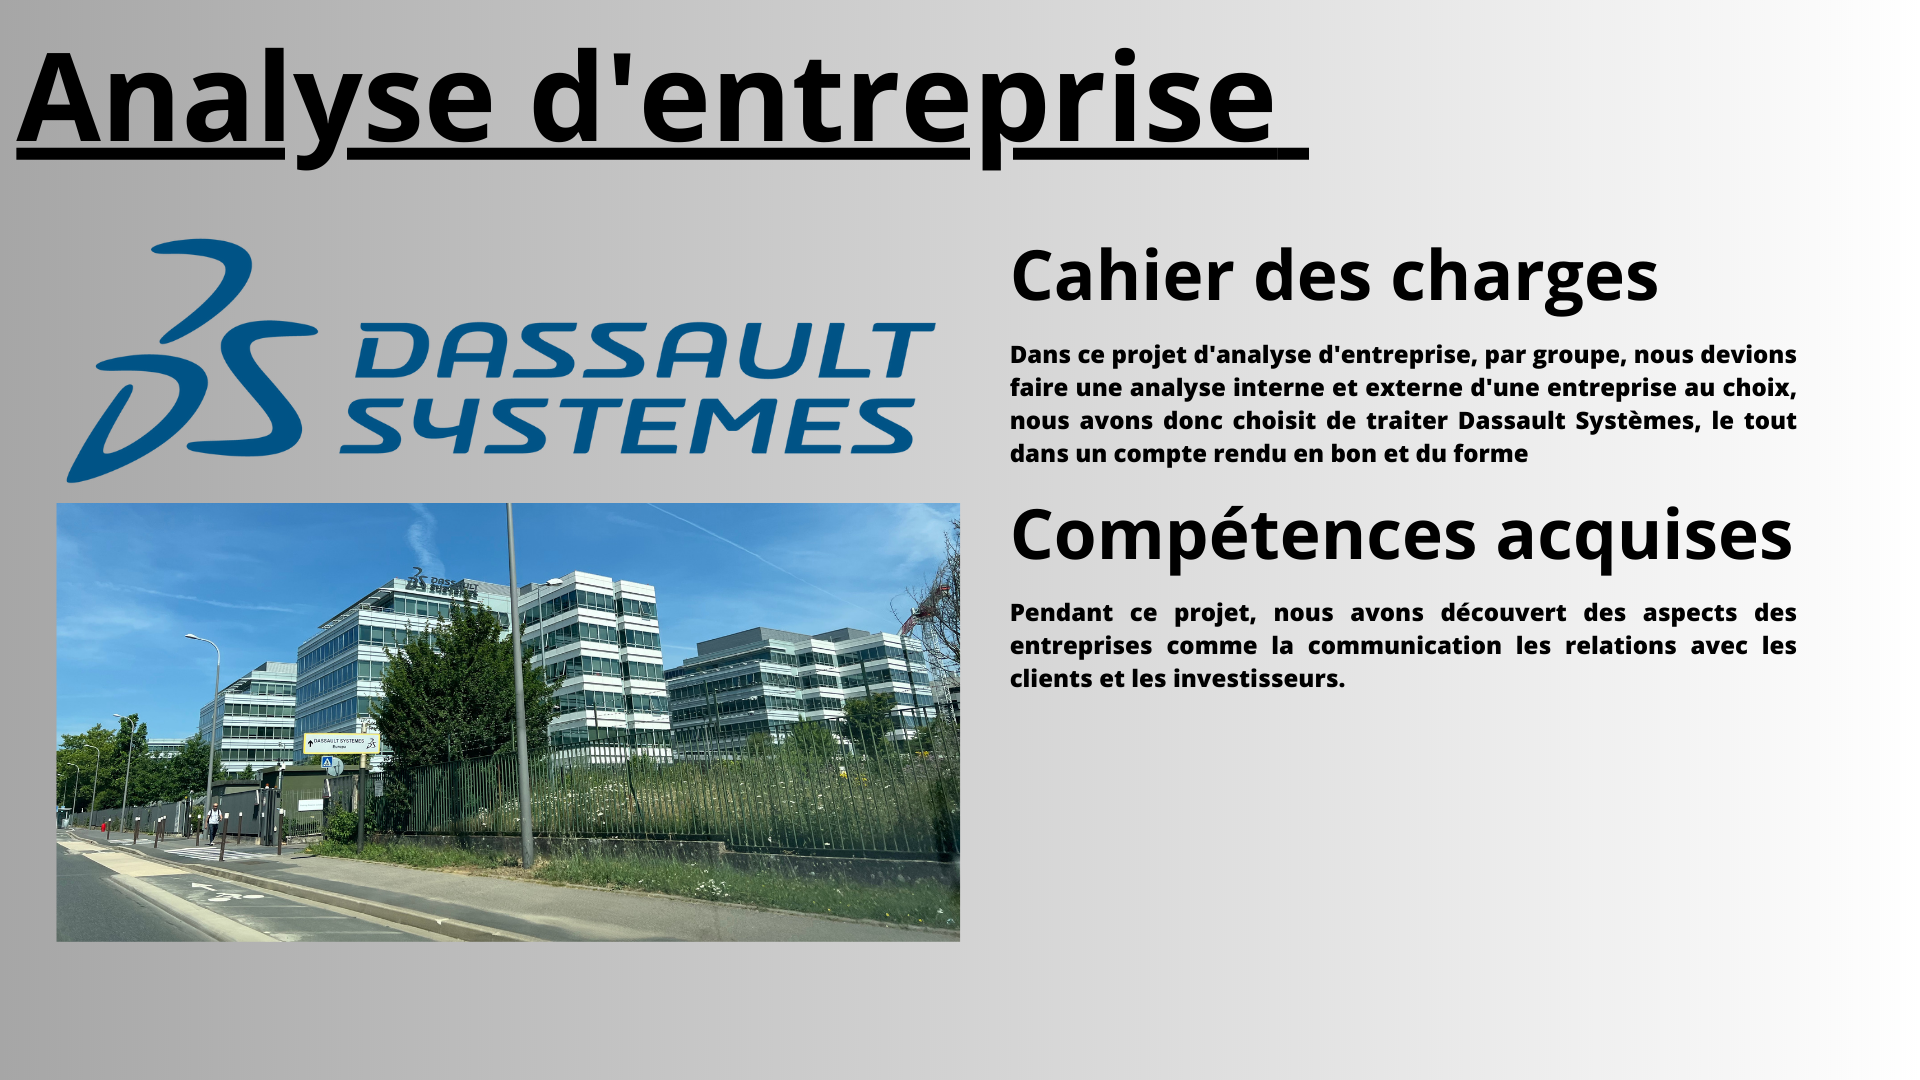 Analyse d'entreprise
DASSAULT
SYSTEMES
Cahier des charges
Dans ce projet d'analyse d'entreprise, par groupe, nous devions
faire une analyse interne et externe d'une entreprise au choix,
nous avons donc choisit de traiter Dassault Systèmes, le tout
dans un compte rendu en bon et du forme
DASSAULT
SYSTEMES
DASSAULT SYSTEMES
Europe
Compétences acquises
Pendant ce projet, nous avons découvert des aspects des
entreprises comme la communication les relations avec les
clients et les investisseurs.